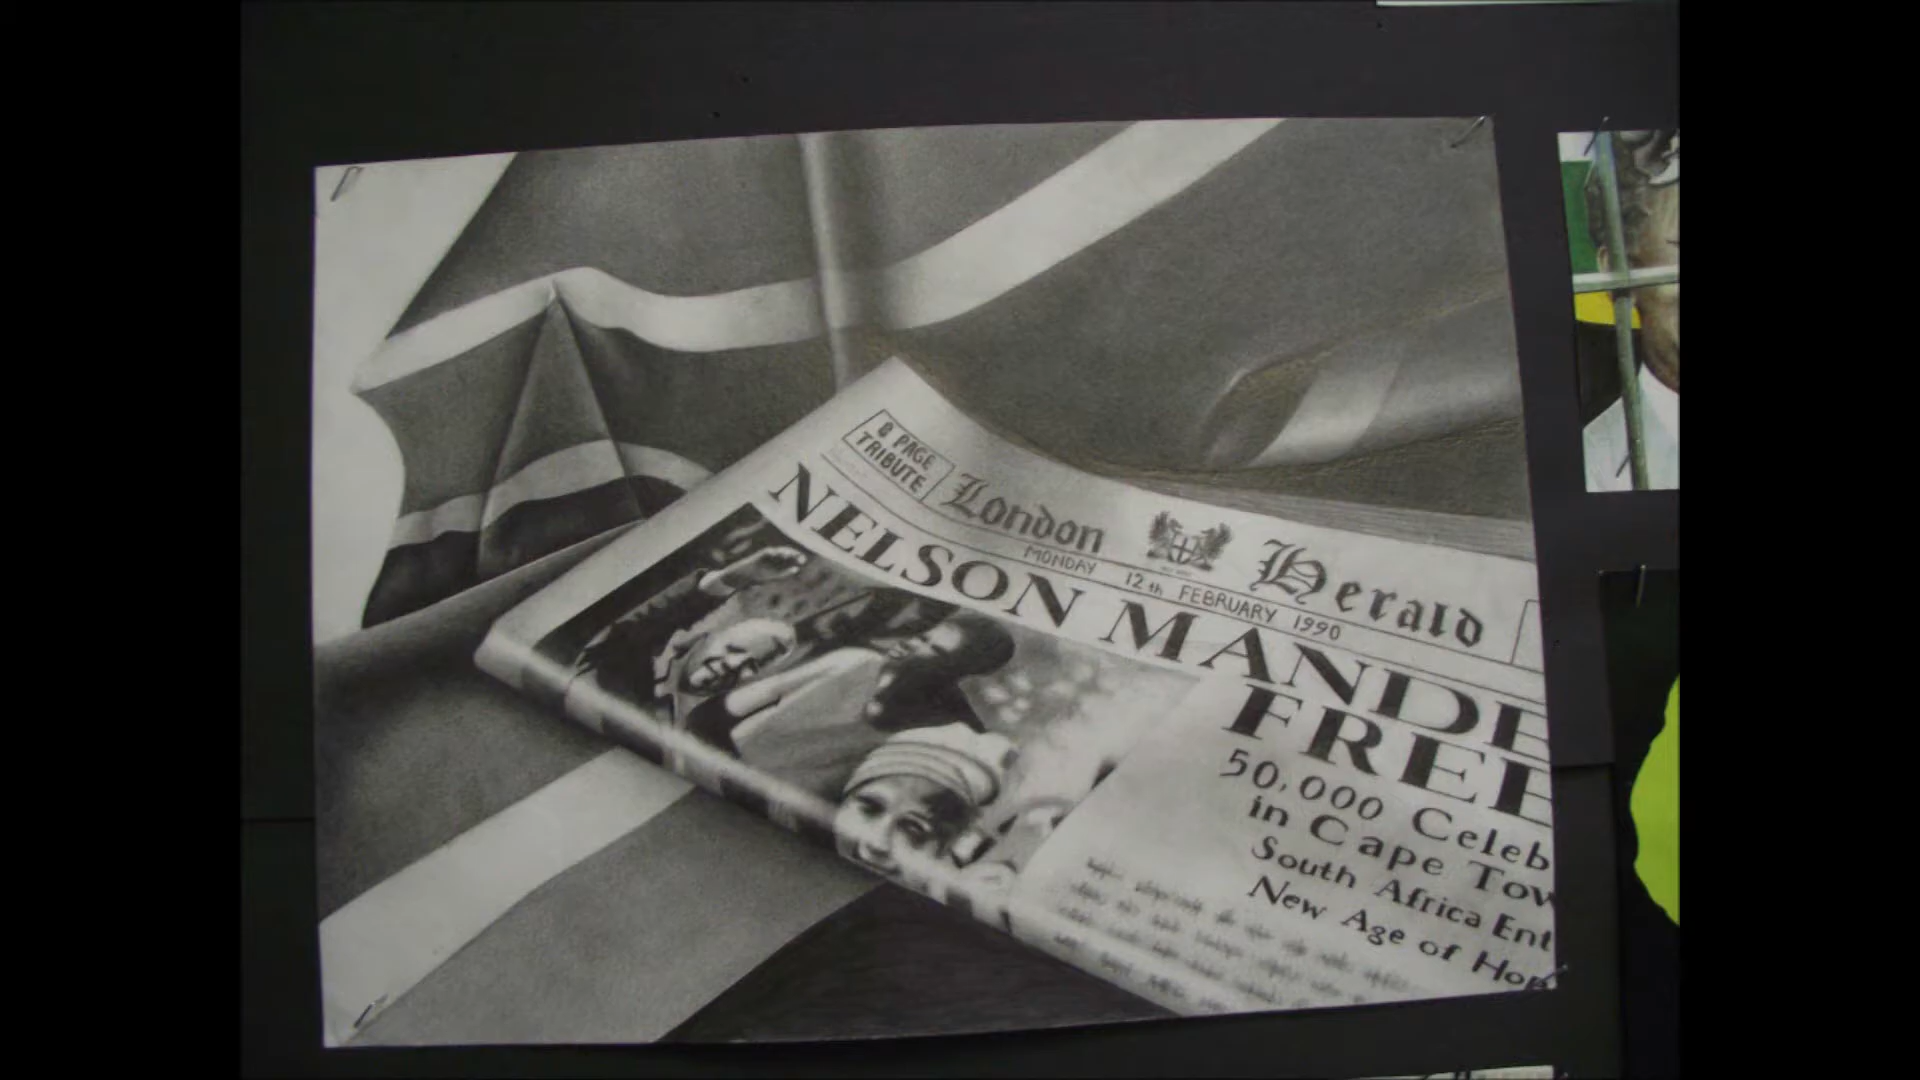 8 PAGE
TRIBUTE
London Herald
MONDAY 12th FEBRUARY 1990
NELSON MANDE
FREE
50,000 Celeb
in Cape Tow
South Africa Ent
New Age of Hop